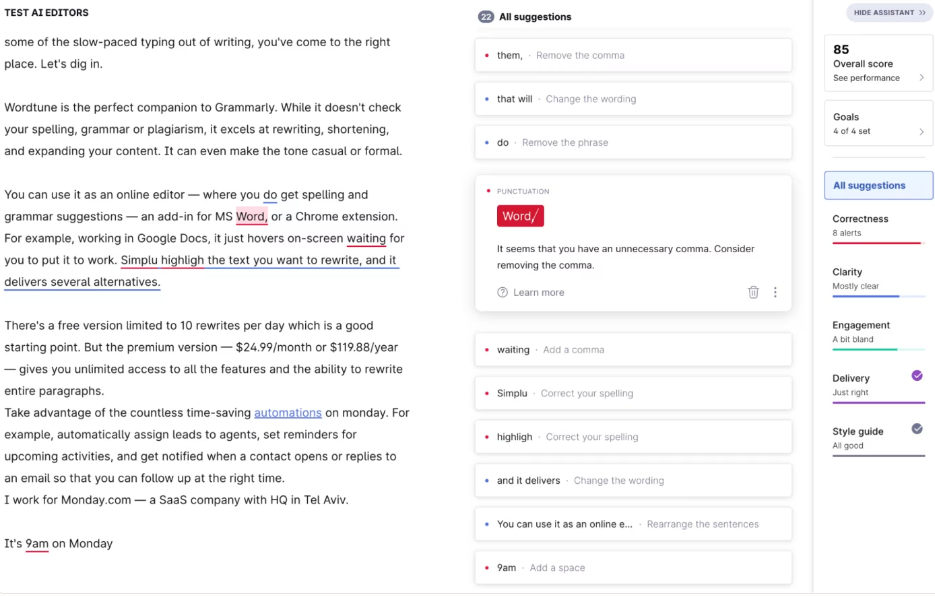 TEST AI EDITORS
some of the slow-paced typing out of writing, you've come to the right
place. Let's dig in.
Wordtune is the perfect companion to Grammarly. While it doesn't check
your spelling, grammar or plagiarism, it excels at rewriting, shortening,
and expanding your content. It can even make the tone casual or formal.
You can use it as an online editor — where you do get spelling and
grammar suggestions — an add-in for MS Word, or a Chrome extension.
For example, working in Google Docs, it just hovers on-screen waiting for
you to put it to work. Simplu highligh the text you want to rewrite, and it
delivers several alternatives.
There's a free version limited to 10 rewrites per day which is a good
starting point. But the premium version — $24.99/month or $119.88/year
— gives you unlimited access to all the features and the ability to rewrite
entire paragraphs.
Take advantage of the countless time-saving automations on monday. For
example, automatically assign leads to agents, set reminders for
upcoming activities, and get notified when a contact opens or replies to
an email so that you can follow up at the right time.
I work for Monday.com — a SaaS company with HQ in Tel Aviv.
It's 9am on Monday
22 All suggestions
them, · Remove the comma
that will · Change the wording
do · Remove the phrase
PUNCTUATION
Word/
It seems that you have an unnecessary comma. Consider
removing the comma.
Learn more
waiting · Add a comma
Simplu · Correct your spelling
highligh · Correct your spelling
and it delivers · Change the wording
You can use it as an online e... · Rearrange the sentences
9am · Add a space
HIDE ASSISTANT >>
85
Overall score
See performance
Goals
4 of 4 set
All suggestions
Correctness
8 alerts
Clarity
Mostly clear
Engagement
A bit bland
Delivery
Just right
Style guide
All good